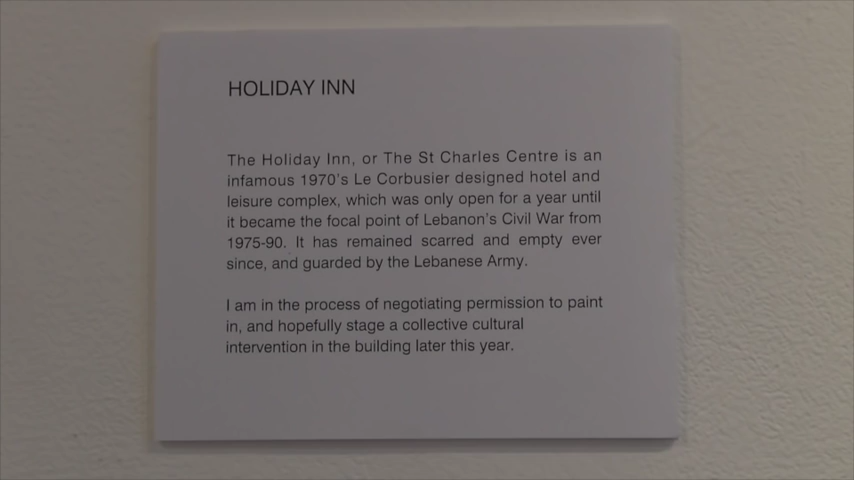 HOLIDAY INN
The Holiday Inn, or The St Charles Centre is an
infamous 1970's Le Corbusier designed hotel and
leisure complex, which was only open for a year until
it became the focal point of Lebanon's Civil War from
1975-90. It has remained scarred and empty ever
since, and guarded by the Lebanese Army.
I am in the process of negotiating permission to paint
in, and hopefully stage a collective cultural
intervention in the building later this year.